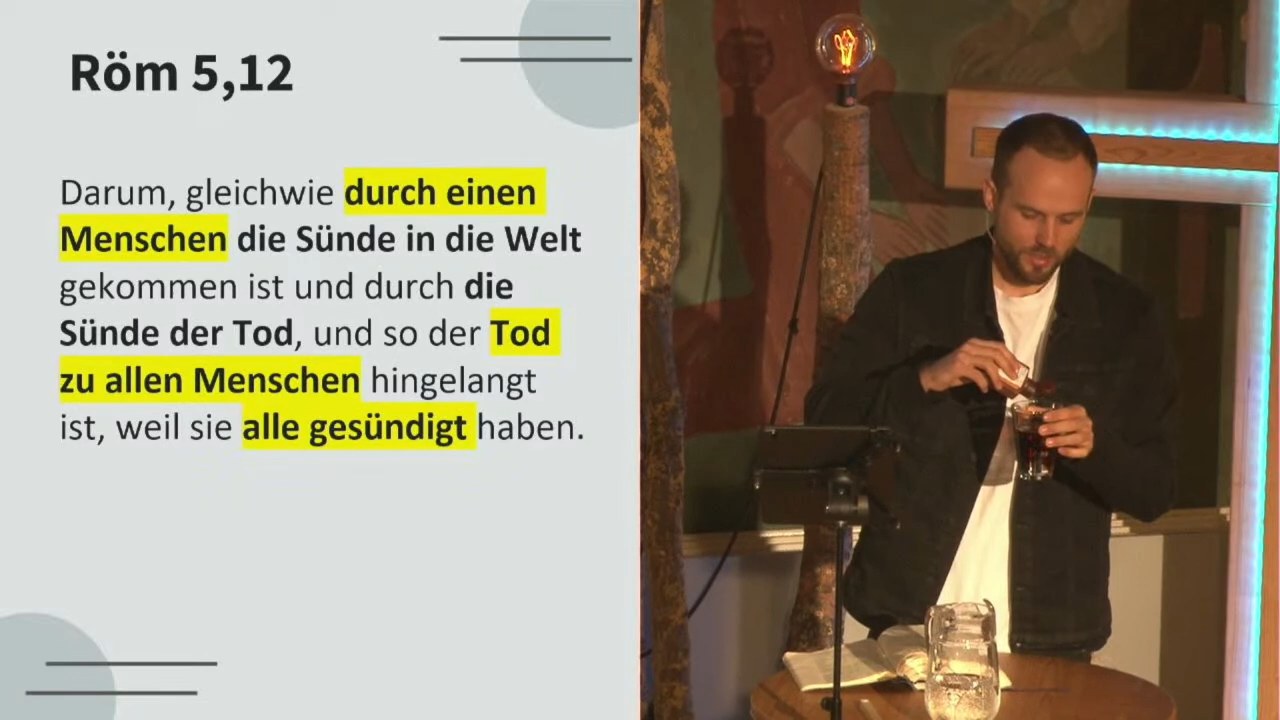 Röm 5,12
Darum, gleichwie durch einen
Menschen die Sünde in die Welt
gekommen ist und durch die
Sünde der Tod, und so der Tod
zu allen Menschen hingelangt
ist, weil sie alle gesündigt haben.